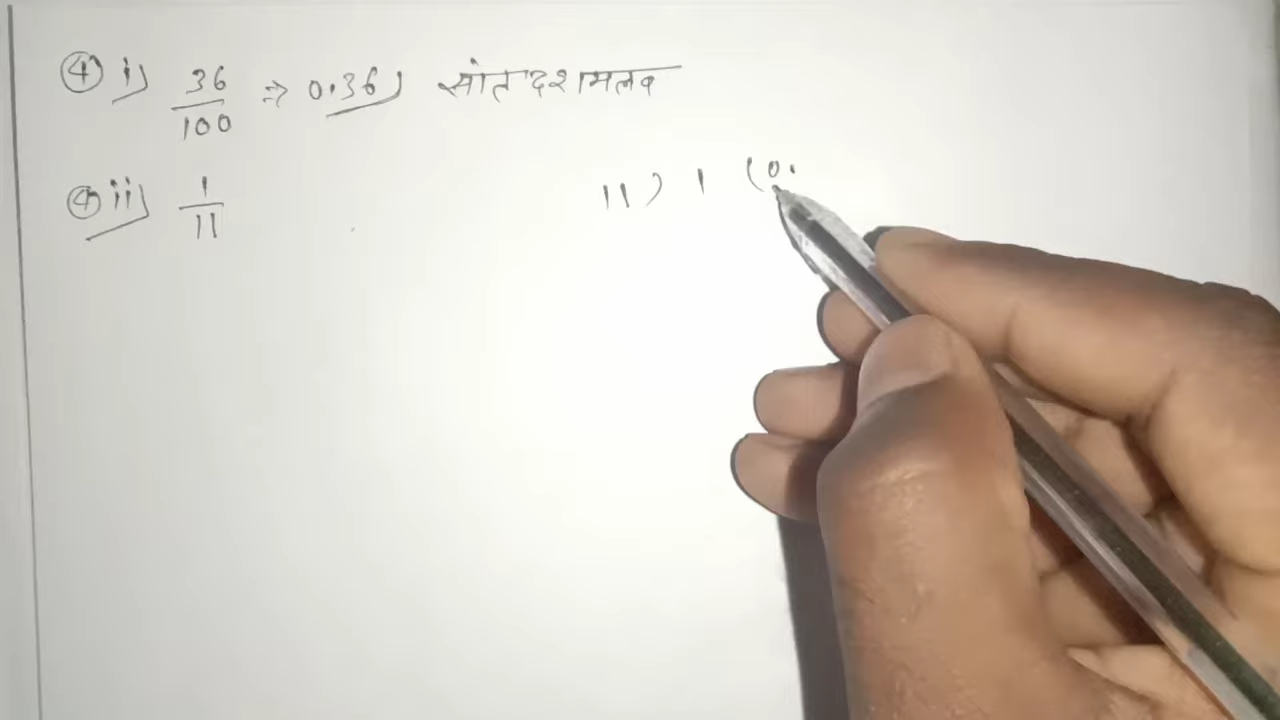 ④ i) 36/100 ⇒ 0.36, सांत दशमलव
④ ii) 1/11 11 ) 1 ( 0.